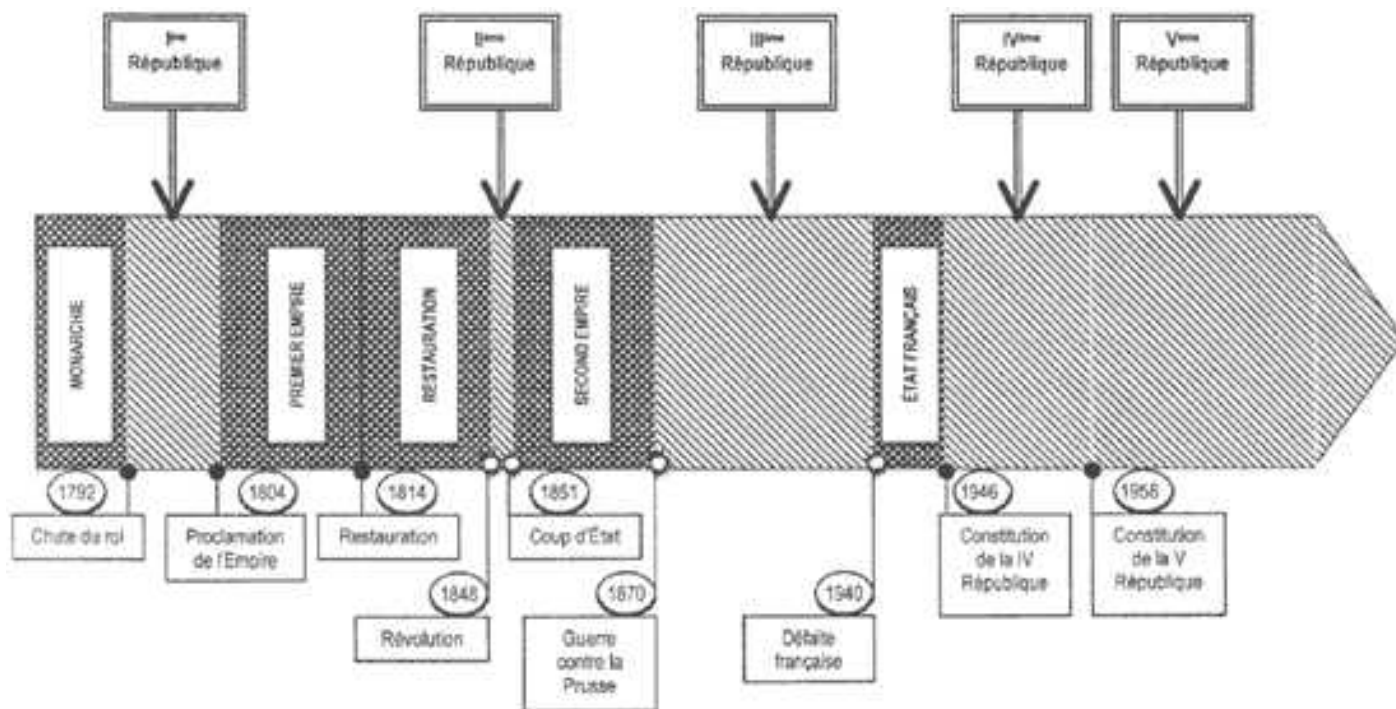 Ière
République
IIème
République
IIIème
République
IVème
République
Vème
République
MONARCHIE
PREMIER EMPIRE
RESTAURATION
SECOND EMPIRE
ÉTAT FRANÇAIS
1792
Chute du roi
1804
Proclamation
de l'Empire
1814
Restauration
1848
Révolution
1851
Coup d'État
1870
Guerre
contre la
Prusse
1940
Défaite
française
1946
Constitution
de la IV
République
1958
Constitution
de la V
République